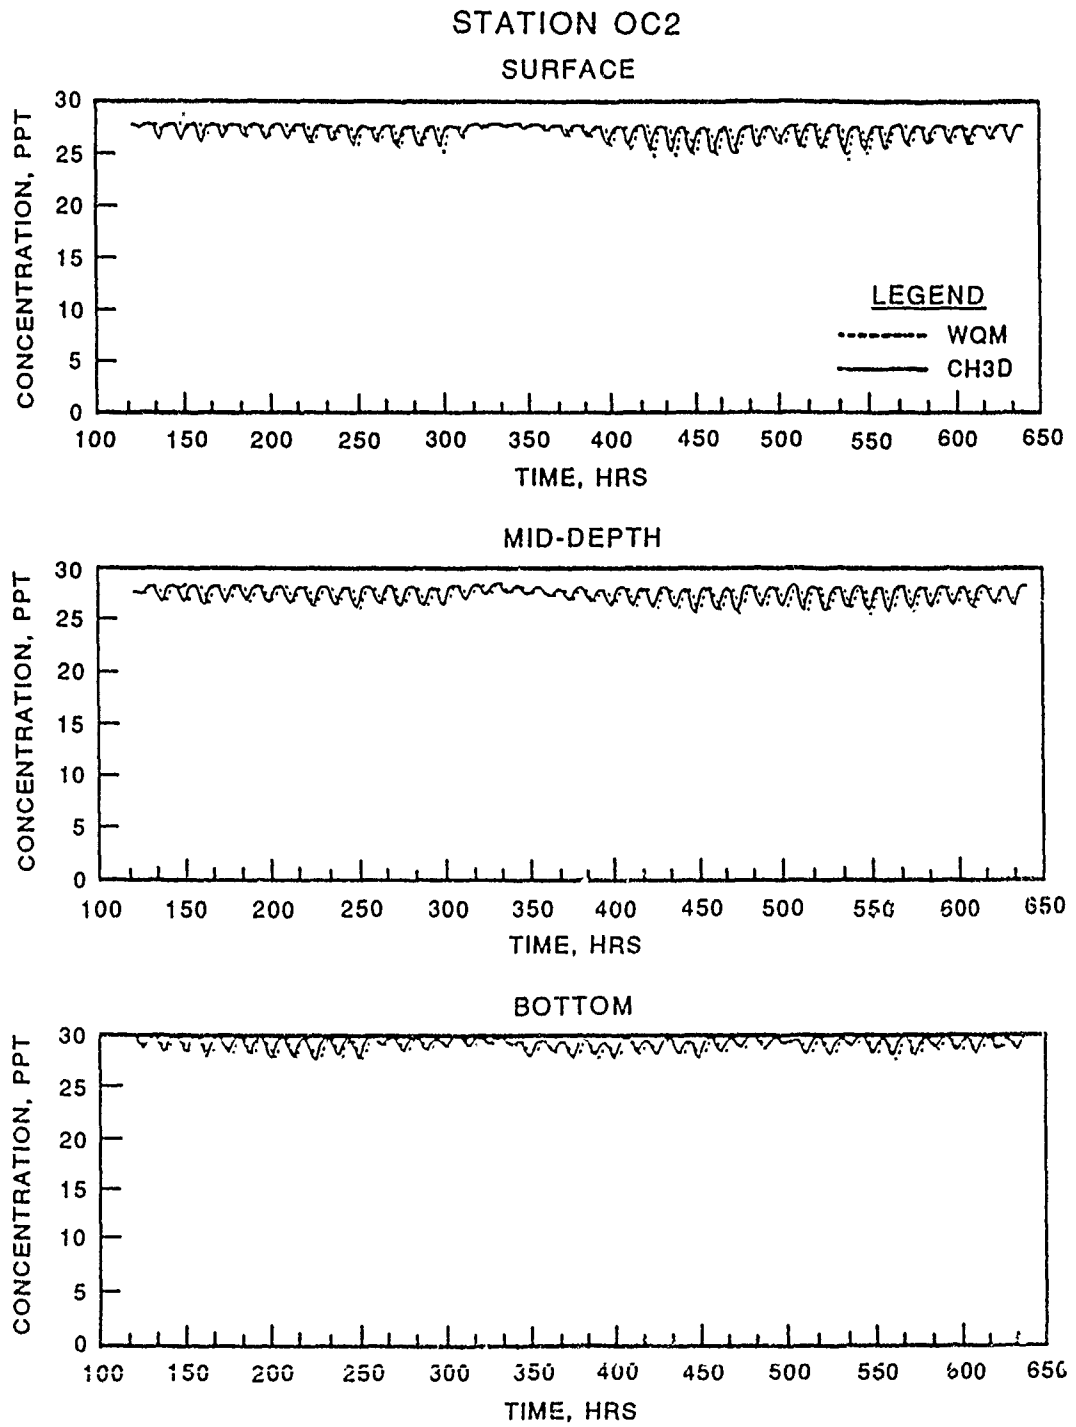 STATION OC2
SURFACE
CONCENTRATION, PPT
30
25
20
15
10
5
0
LEGEND
WQM
CH3D
100 150 200 250 300 350 400 450 500 550 600 650
TIME, HRS
MID-DEPTH
CONCENTRATION, PPT
30
25
20
15
10
5
0
100 150 200 250 300 350 400 450 500 550 600 650
TIME, HRS
BOTTOM
CONCENTRATION, PPT
30
25
20
15
10
5
0
100 150 200 250 300 350 400 450 500 550 600 650
TIME, HRS